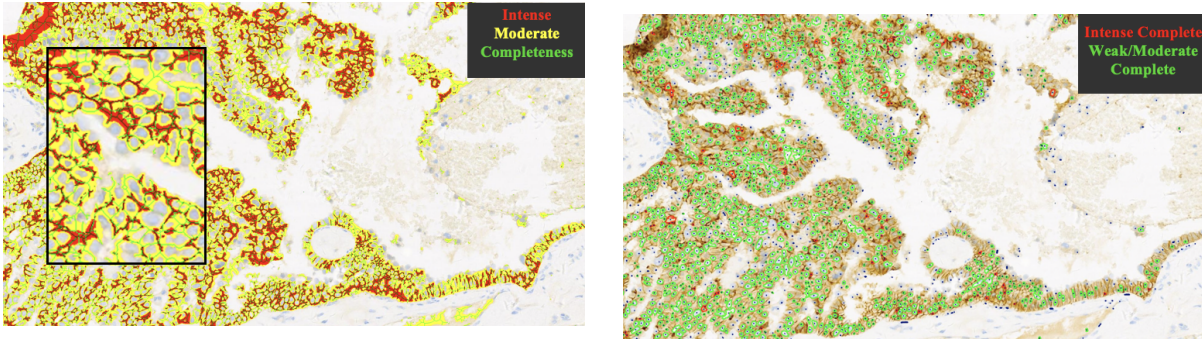 Intense
Moderate
Completeness
Intense Complete
Weak/Moderate
Complete